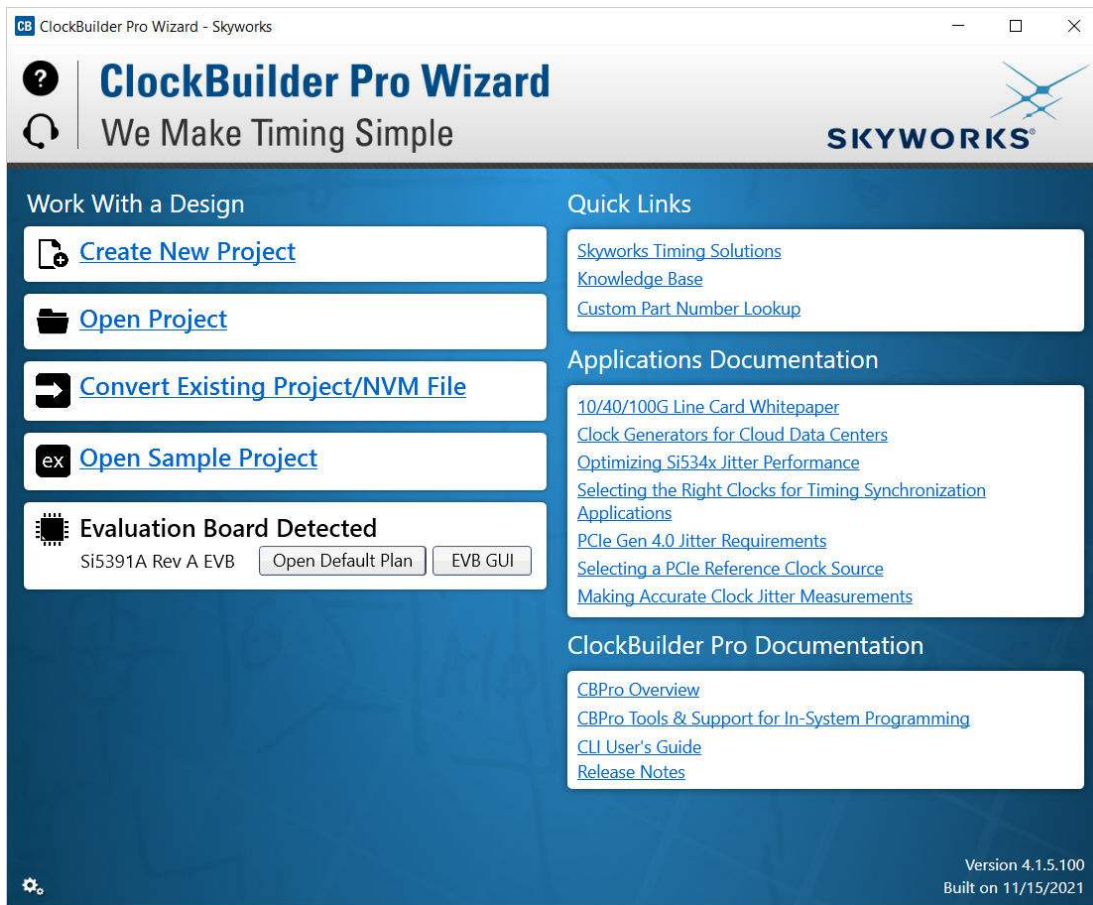 CB ClockBuilder Pro Wizard - Skyworks
? ClockBuilder Pro Wizard
We Make Timing Simple
SKYWORKS®
Work With a Design
Create New Project
Open Project
Convert Existing Project/NVM File
ex Open Sample Project
Evaluation Board Detected
Si5391A Rev A EVB Open Default Plan EVB GUI
Quick Links
Skyworks Timing Solutions
Knowledge Base
Custom Part Number Lookup
Applications Documentation
10/40/100G Line Card Whitepaper
Clock Generators for Cloud Data Centers
Optimizing Si534x Jitter Performance
Selecting the Right Clocks for Timing Synchronization
Applications
PCIe Gen 4.0 Jitter Requirements
Selecting a PCIe Reference Clock Source
Making Accurate Clock Jitter Measurements
ClockBuilder Pro Documentation
CBPro Overview
CBPro Tools & Support for In-System Programming
CLI User's Guide
Release Notes
Version 4.1.5.100
Built on 11/15/2021